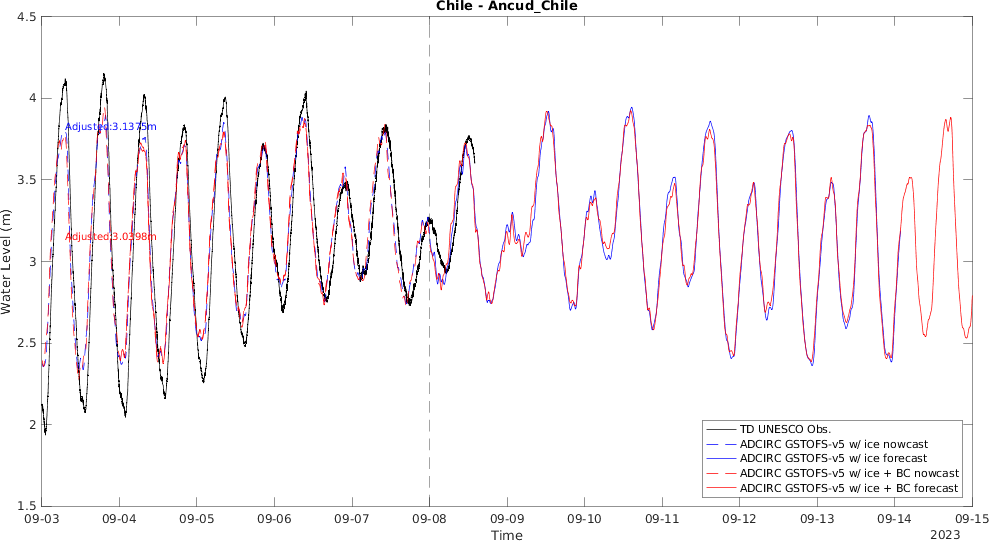 Chile - Ancud_Chile
4.5
4
3.5
3
2.5
2
1.5
Water Level (m)
Adjusted:3.1375m
Adjusted:3.0398m
TD UNESCO Obs.
ADCIRC GSTOFS-v5 w/ ice nowcast
ADCIRC GSTOFS-v5 w/ ice forecast
ADCIRC GSTOFS-v5 w/ ice + BC nowcast
ADCIRC GSTOFS-v5 w/ ice + BC forecast
09-03 09-04 09-05 09-06 09-07 09-08 09-09 09-10 09-11 09-12 09-13 09-14 09-15
Time
2023